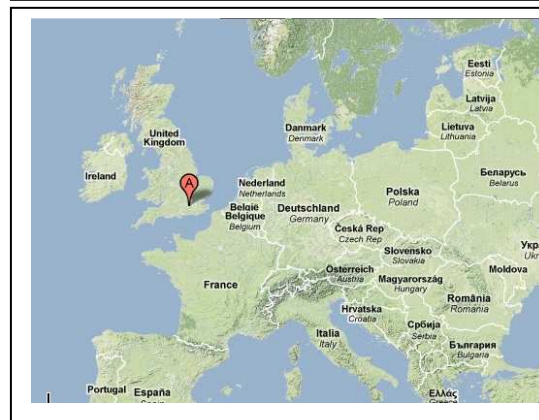 Eesti
Estonia
Latvija
Latvia
Danmark
Denmark
Lietuva
Lithuania
United
Kingdom
Беларусь
Belarus
Ireland
A
Nederland
Netherlands
Polska
Poland
België
Belgique
Belgium
Deutschland
Germany
Česká Rep
Czech Rep
Укра
Ukr
Slovensko
Slovakia
Moldova
France
Österreich
Austria
Magyarország
Hungary
România
Romania
Hrvatska
Croatia
Србија
Serbia
Italia
Italy
България
Bulgaria
Portugal
España
Ελλάς